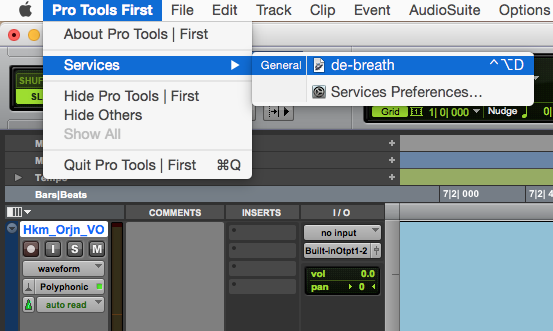 Pro Tools First File Edit Track Clip Event AudioSuite Options
About Pro Tools | First
Services General de-breath ^⌥D
Services Preferences...
Hide Pro Tools | First
Hide Others
Show All
Quit Pro Tools | First ⌘Q
SHUF
SL
Grid 1| 0| 000 Nudge 0| 
M
M
Tempo
Bars|Beats 7|2| 000 7|2| 4
COMMENTS INSERTS I / O
Hkm_Orjn_VO
no input
I S M
Built-inOtpt1-2
waveform
vol 0.0
Polyphonic
pan 0
auto read